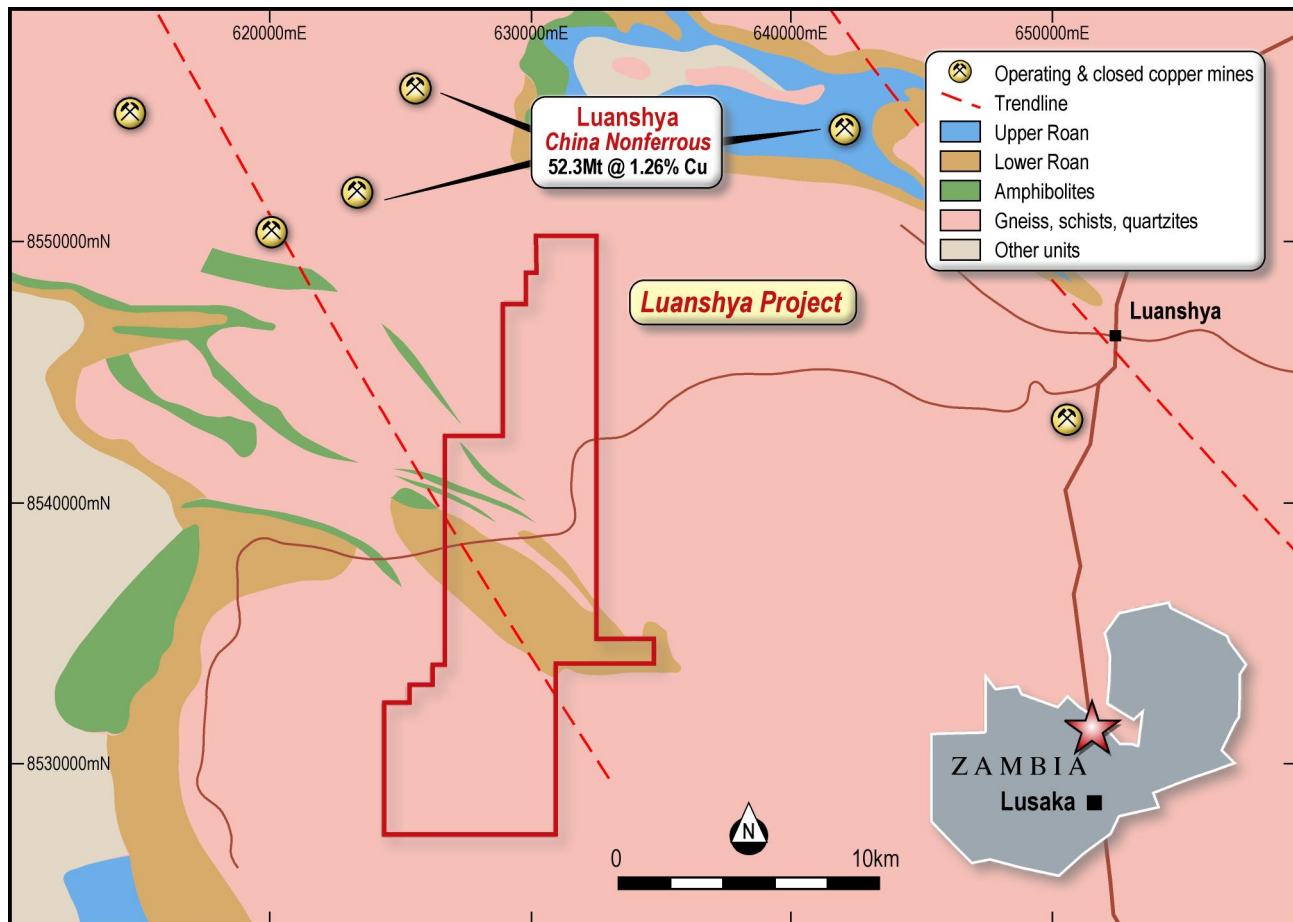 620000mE
630000mE
640000mE
650000mE
Luanshya
China Nonferrous
52.3Mt @ 1.26% Cu
Operating & closed copper mines
Trendline
Upper Roan
Lower Roan
Amphibolites
Gneiss, schists, quartzites
Other units
8550000mN
Luanshya Project
Luanshya
8540000mN
8530000mN
ZAMBIA
Lusaka
N
0
10km